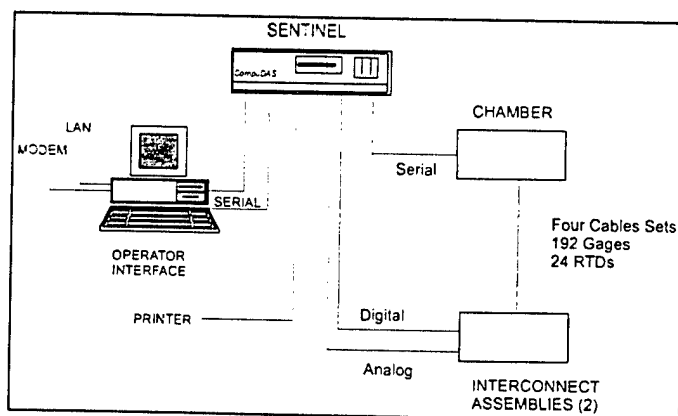 SENTINEL
CompuDAS
LAN
MODEM
CHAMBER
Serial
SERIAL
Four Cables Sets
192 Gages
24 RTDs
OPERATOR
INTERFACE
PRINTER
Digital
Analog
INTERCONNECT
ASSEMBLIES (2)